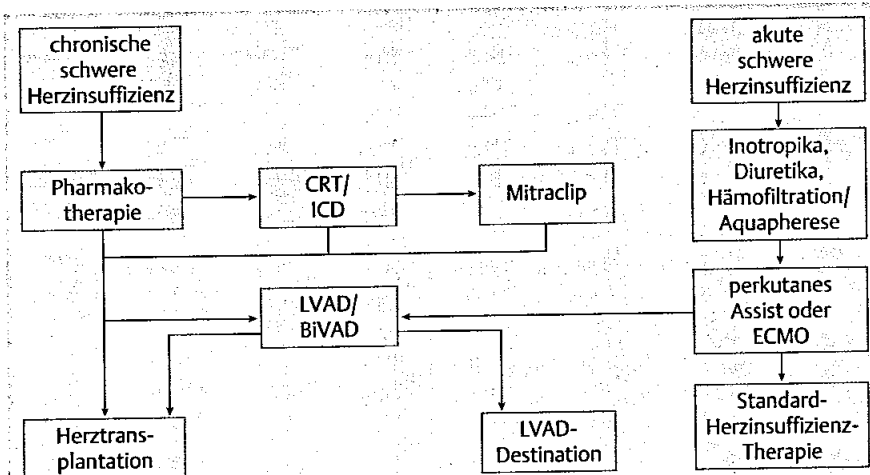 chronische
schwere
Herzinsuffizienz
akute
schwere
Herzinsuffizienz
Pharmako-
therapie
CRT/
ICD
Mitraclip
Inotropika,
Diuretika,
Hämofiltration/
Aquapherese
LVAD/
BiVAD
perkutanes
Assist oder
ECMO
Herztrans-
plantation
LVAD-
Destination
Standard-
Herzinsuffizienz-
Therapie